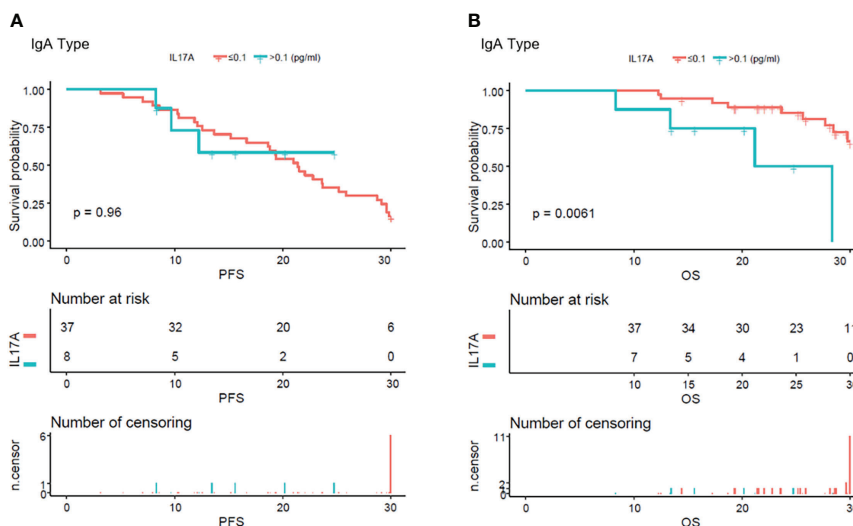 A
IgA Type
IL17A ≤0.1 >0.1 (pg/ml)
Survival probability
1.00
0.75
0.50
0.25
0.00
p = 0.96
0 10 20 30
PFS
Number at risk
IL17A
37 32 20 6
8 5 2 0
0 10 20 30
PFS
Number of censoring
n.censor
6
1
0
0 10 20 30
PFS
B
IgA Type
IL17A ≤0.1 >0.1 (pg/ml)
Survival probability
1.00
0.75
0.50
0.25
0.00
p = 0.0061
0 10 20 30
OS
Number at risk
IL17A
37 34 30 23 11
7 5 4 1 0
10 15 20 25 30
OS
Number of censoring
n.censor
11
2
0
0 10 20 30
OS